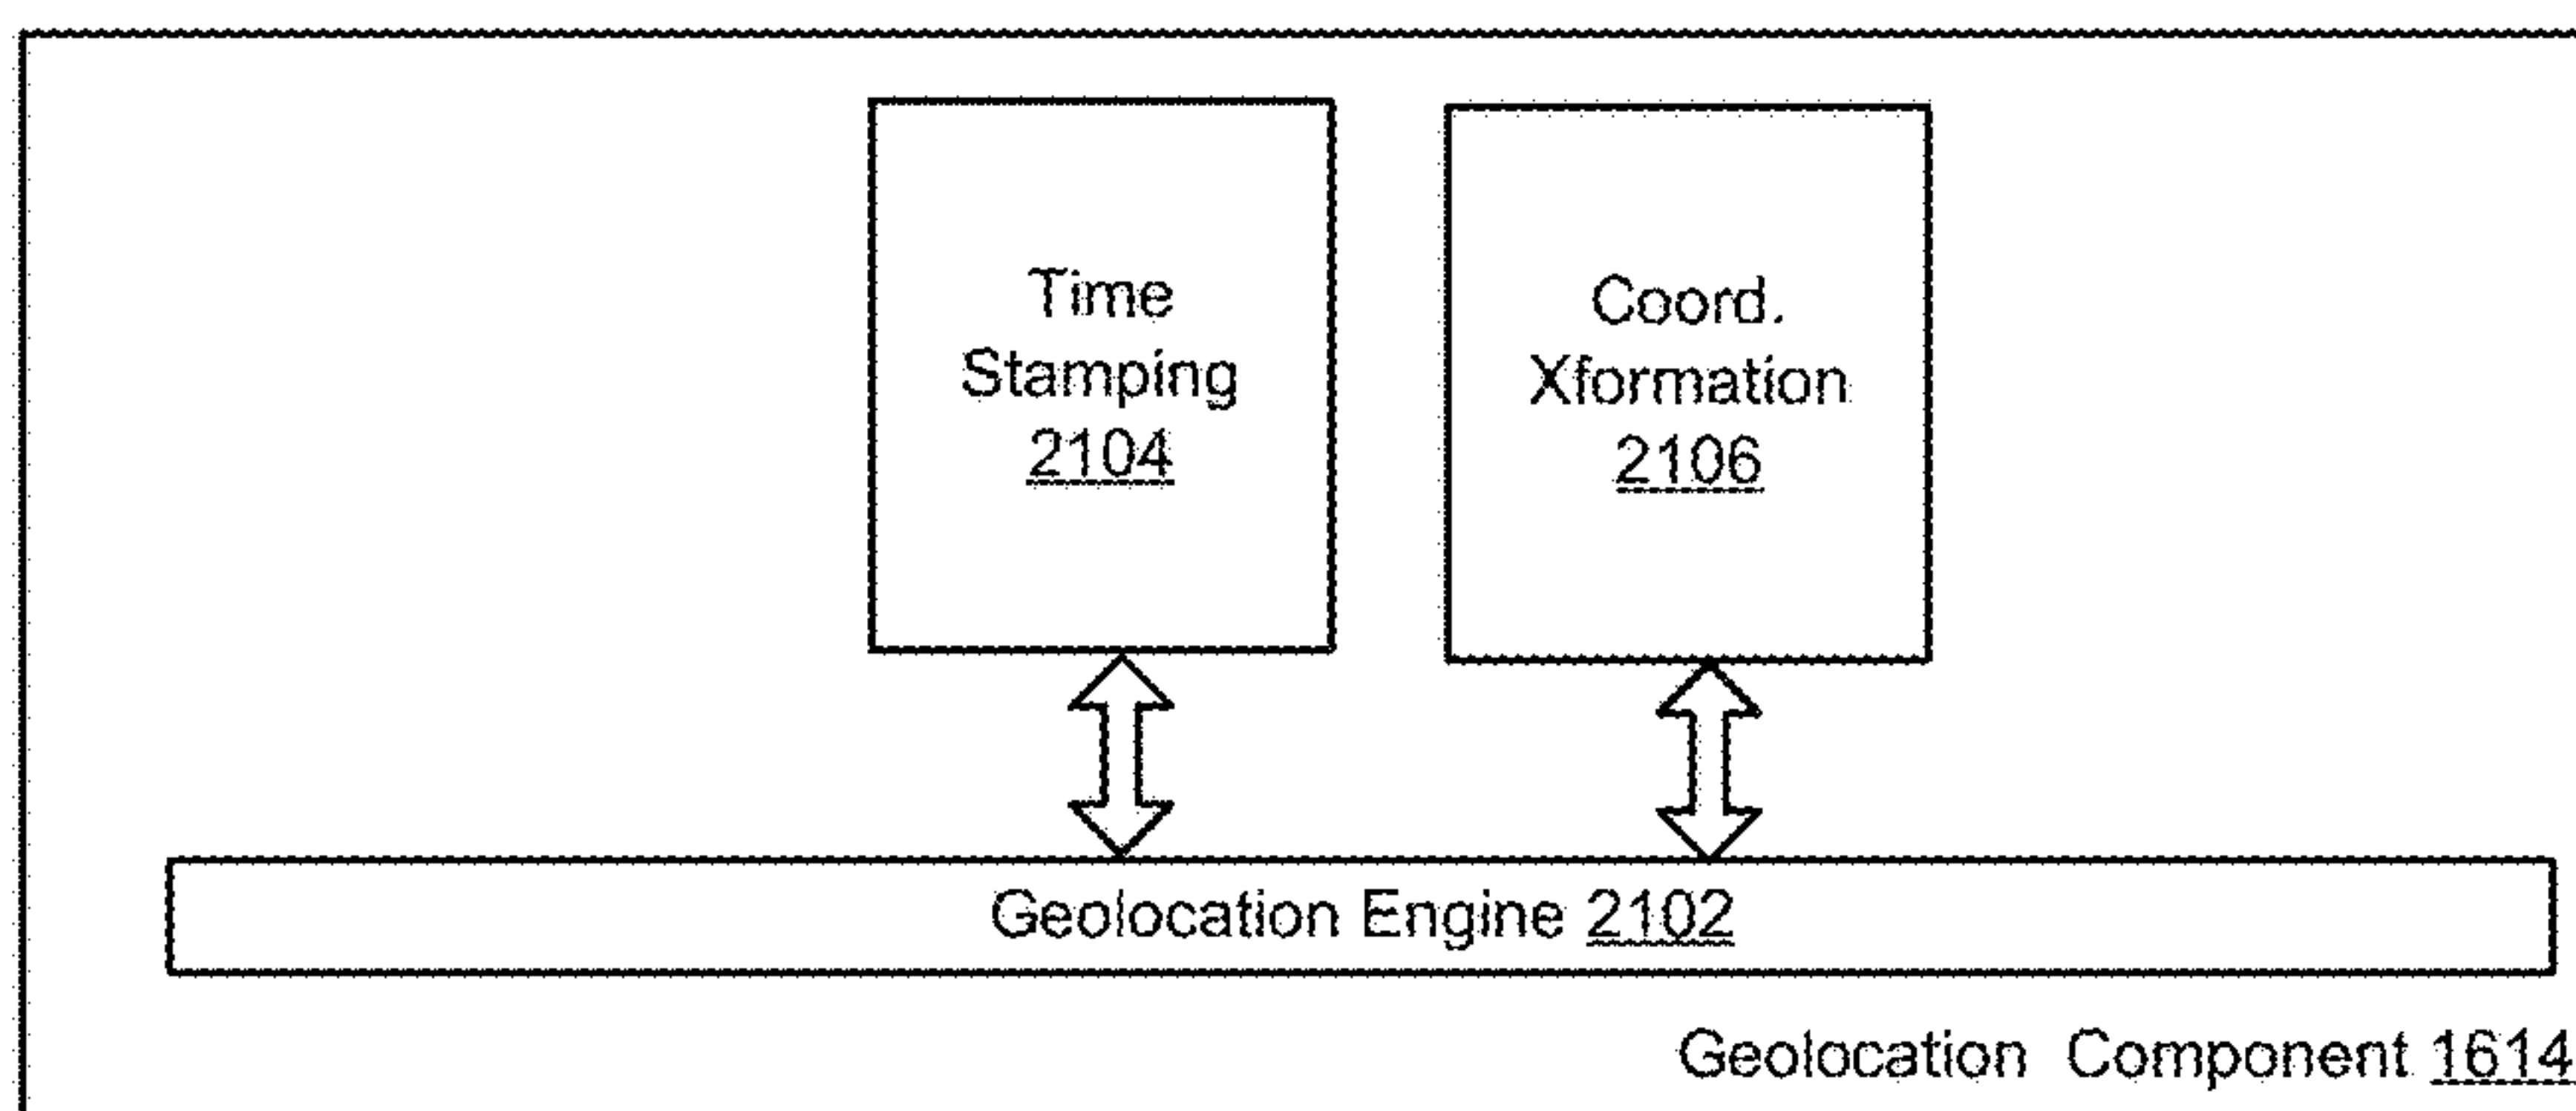 Time
Stamping
2104
Coord.
Xformation
2106
Geolocation Engine 2102
Geolocation Component 1614